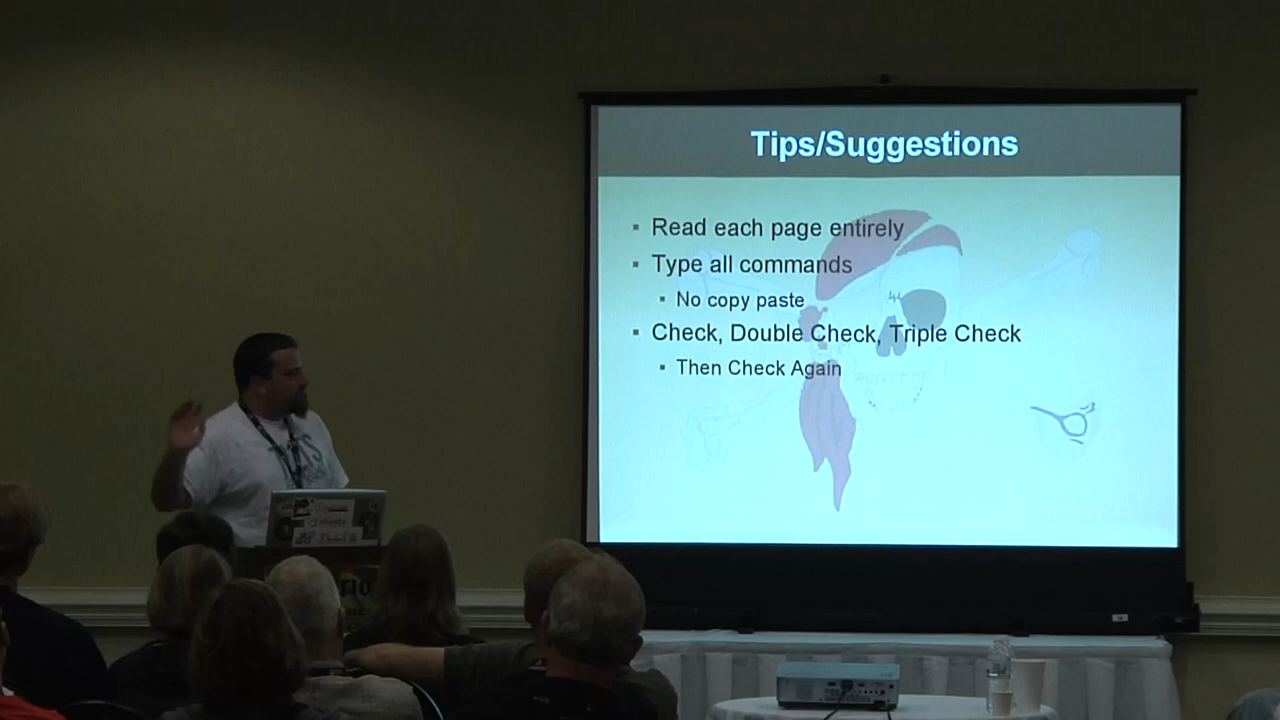 Tips/Suggestions
Read each page entirely
Type all commands
No copy paste
Check, Double Check, Triple Check
Then Check Again